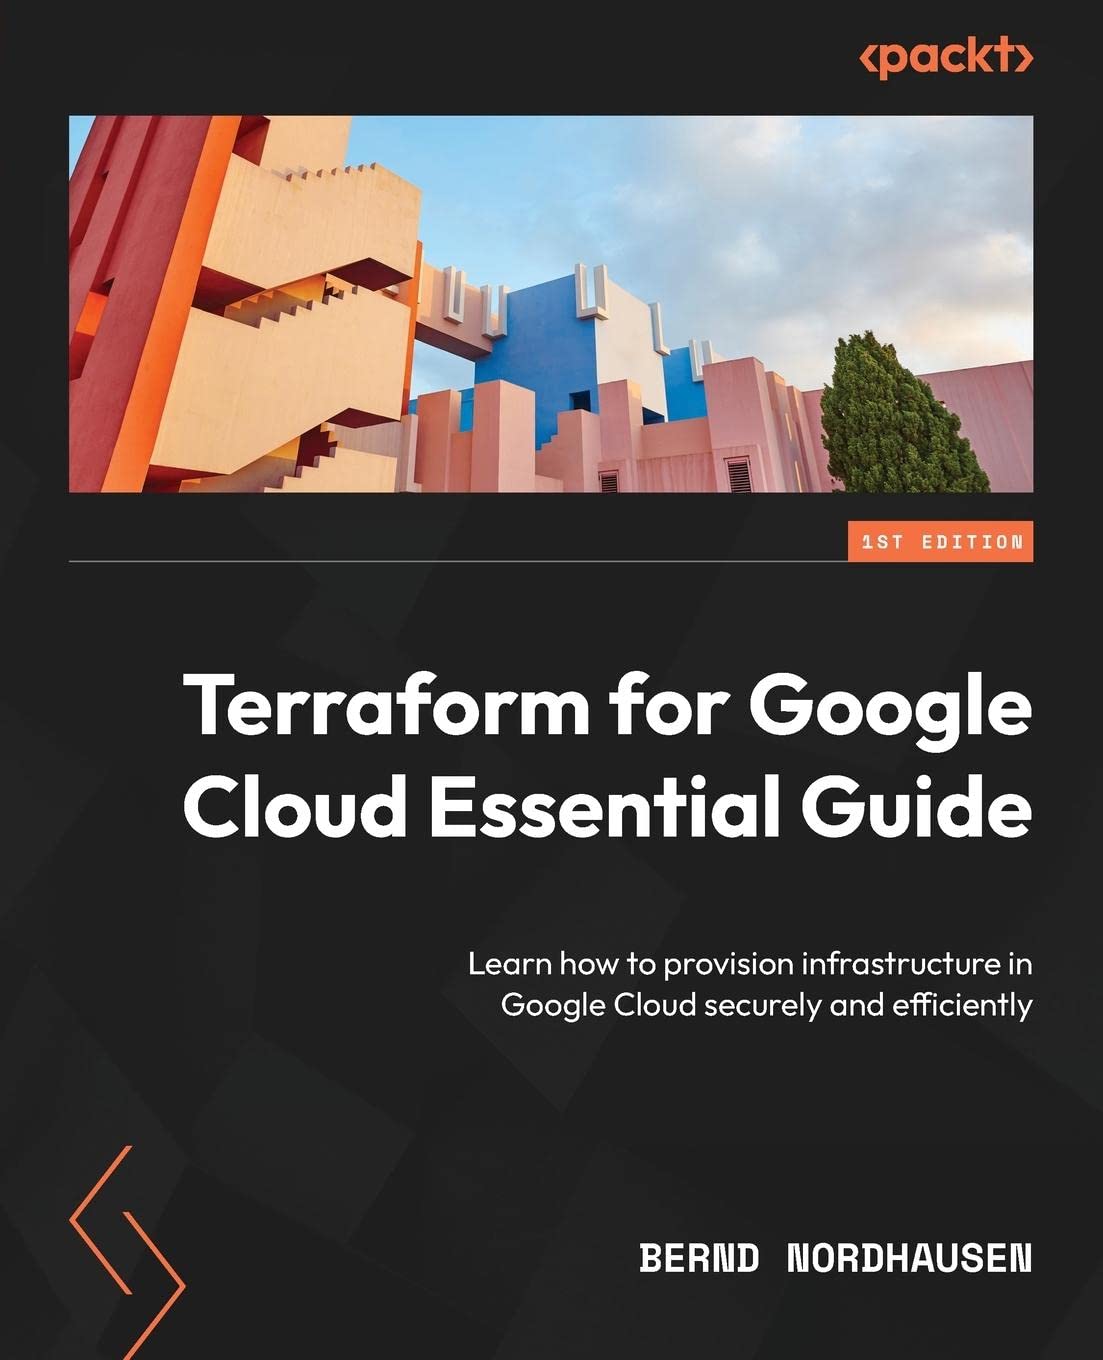 <packt>
1ST EDITION
Terraform for Google
Cloud Essential Guide
Learn how to provision infrastructure in
Google Cloud securely and efficiently
BERND NORDHAUSEN